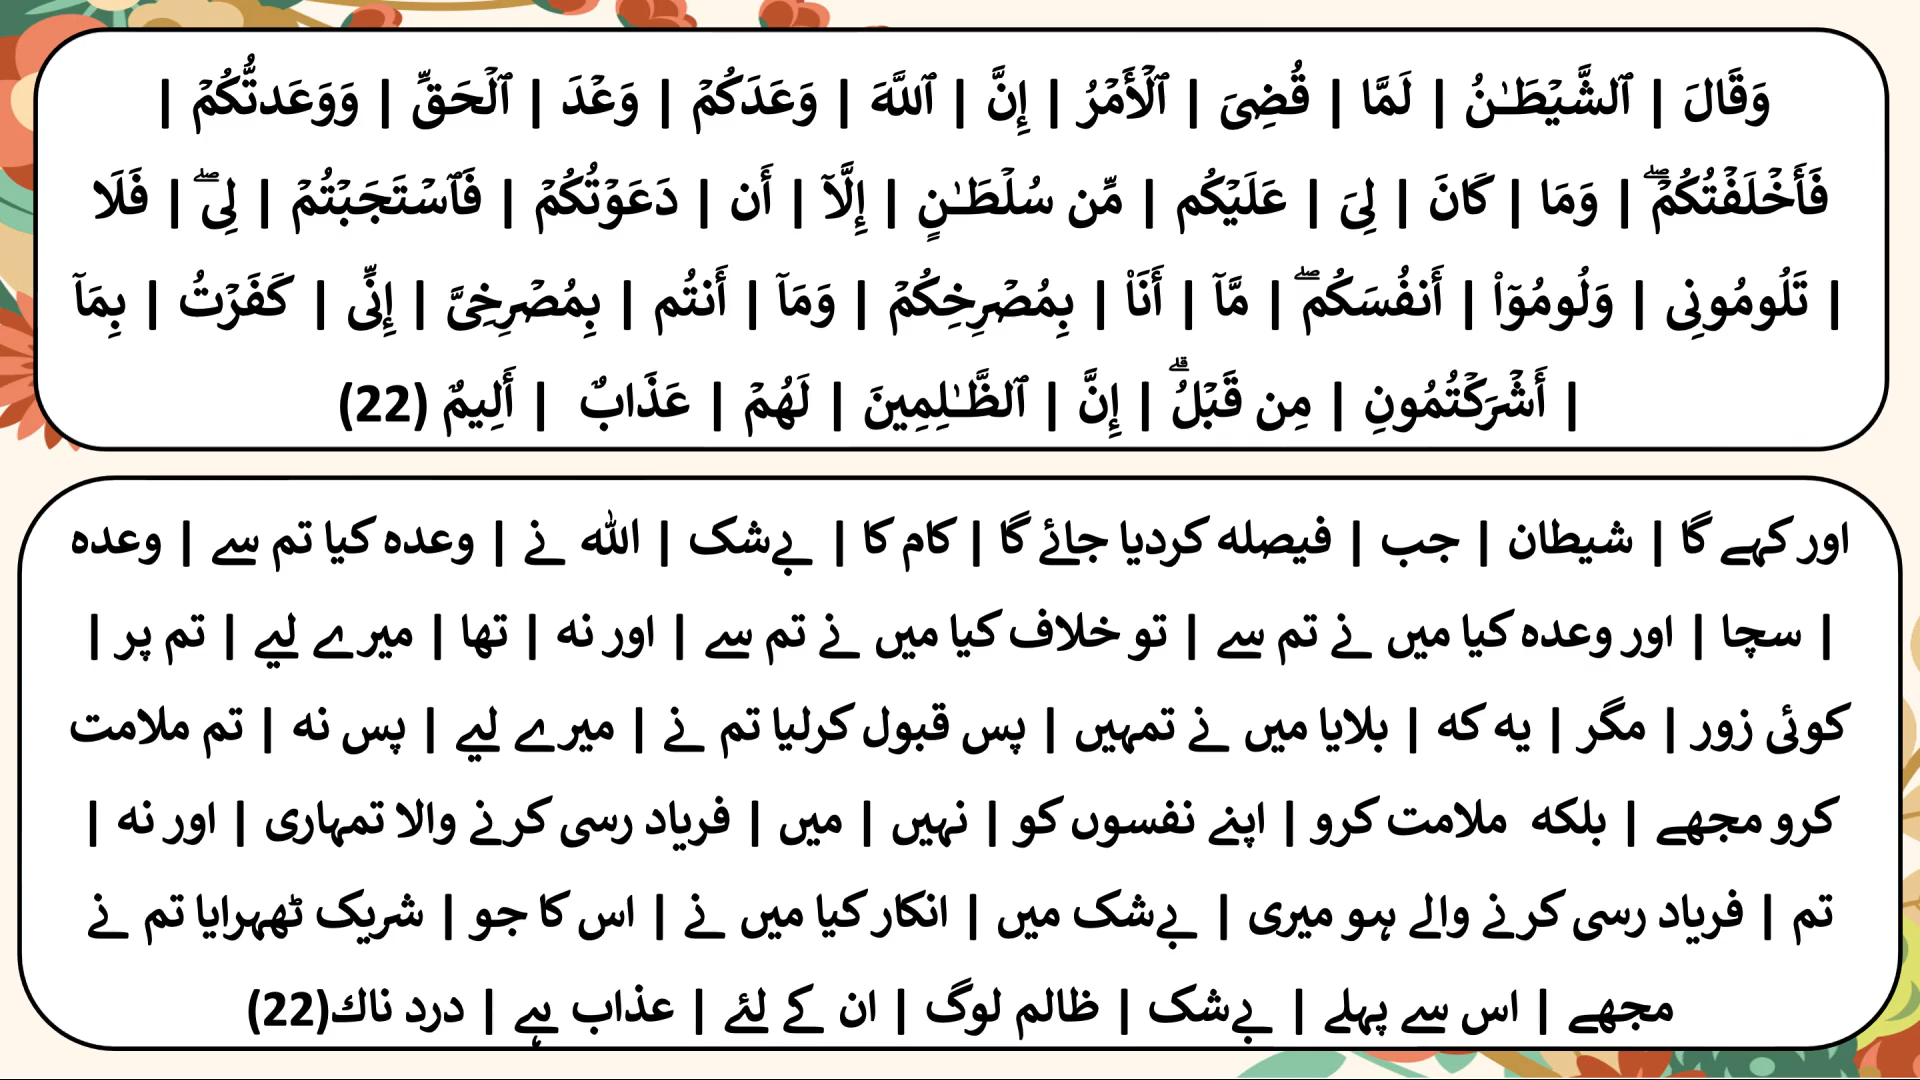 وَقَالَ | ٱلشَّيۡطَـٰنُ | لَمَّا | قُضِىَ | ٱلۡأَمۡرُ | إِنَّ | ٱللَّهَ | وَعَدَكُمۡ | وَعۡدَ | ٱلۡحَقِّ | وَوَعَدتُّكُمۡ |
فَأَخۡلَفۡتُكُمۡۖ | وَمَا | كَانَ | لِىَ | عَلَيۡكُم | مِّن سُلۡطَـٰنٍ | إِلَّآ | أَن | دَعَوۡتُكُمۡ | فَٱسۡتَجَبۡتُمۡ | لِىۖ | فَلَا
| تَلُومُونِى | وَلُومُوٓاْ | أَنفُسَكُمۖ | مَّآ | أَنَا۟ | بِمُصۡرِخِكُمۡ | وَمَآ | أَنتُم | بِمُصۡرِخِىَّ | إِنِّى | كَفَرۡتُ | بِمَآ
| أَشۡرَكۡتُمُونِ | مِن قَبۡلُۗ | إِنَّ | ٱلظَّـٰلِمِينَ | لَهُمۡ | عَذَابٌ | أَلِيمٌ (22)
اور کہے گا | شیطان | جب | فیصلہ کردیا جائے گا | کام کا | بےشک | اللہ نے | وعدہ کیا تم سے | وعدہ
| سچا | اور وعدہ کیا میں نے تم سے | تو خلاف کیا میں نے تم سے | اور نہ | تھا | میرے لیے | تم پر |
کوئی زور | مگر | یہ کہ | بلایا میں نے تمہیں | پس قبول کرلیا تم نے | میرے لیے | پس نہ | تم ملامت
کرو مجھے | بلکہ ملامت کرو | اپنے نفسوں کو | نہیں | میں | فریاد رسی کرنے والا تمہاری | اور نہ |
تم | فریاد رسی کرنے والے ہو میری | بےشک میں | انکار کیا میں نے | اس کا جو | شریک ٹھہرایا تم نے
مجھے | اس سے پہلے | بےشک | ظالم لوگ | ان کے لئے | عذاب ہے | درد ناك(22)